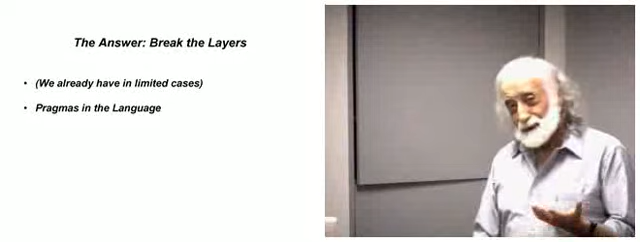 The Answer: Break the Layers
• (We already have in limited cases)
• Pragmas in the Language